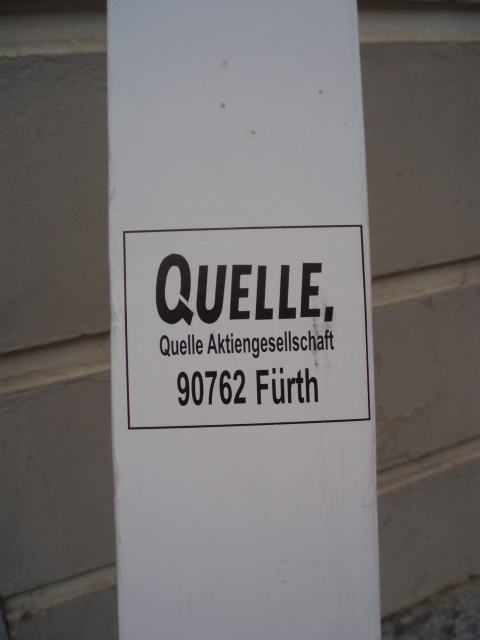 QUELLE.
Quelle Aktiengesellschaft
90762 Fürth